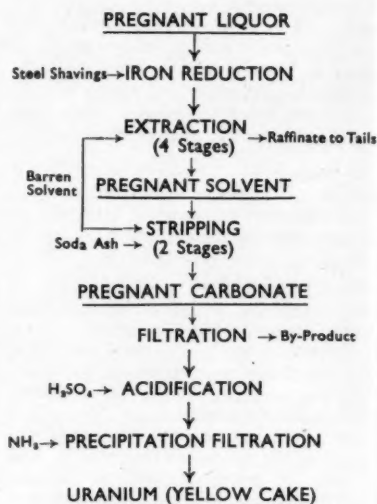 PREGNANT LIQUOR
Steel Shavings→IRON REDUCTION
EXTRACTION
(4 Stages)
→Raffinate to Tails
Barren
Solvent
PREGNANT SOLVENT
STRIPPING
Soda Ash → (2 Stages)
PREGNANT CARBONATE
FILTRATION → By-Product
H₂SO₄→ ACIDIFICATION
NH₃→ PRECIPITATION FILTRATION
URANIUM (YELLOW CAKE)